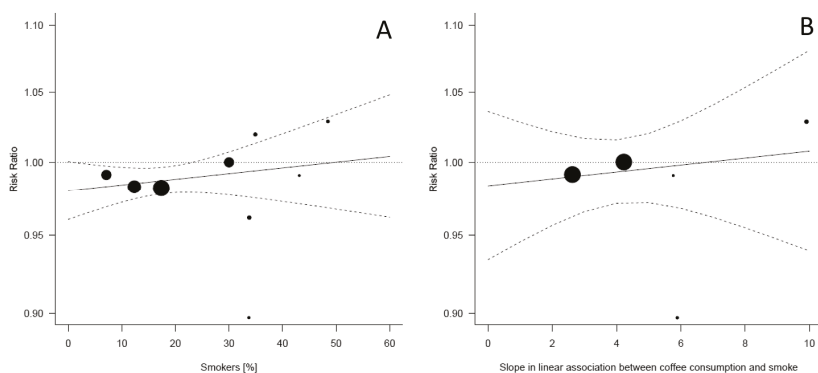 A
1.10
1.05
1.00
0.95
0.90
Risk Ratio
0 10 20 30 40 50 60
Smokers [%]
B
1.10
1.05
1.00
0.95
0.90
Risk Ratio
0 2 4 6 8 10
Slope in linear association between coffee consumption and smoke